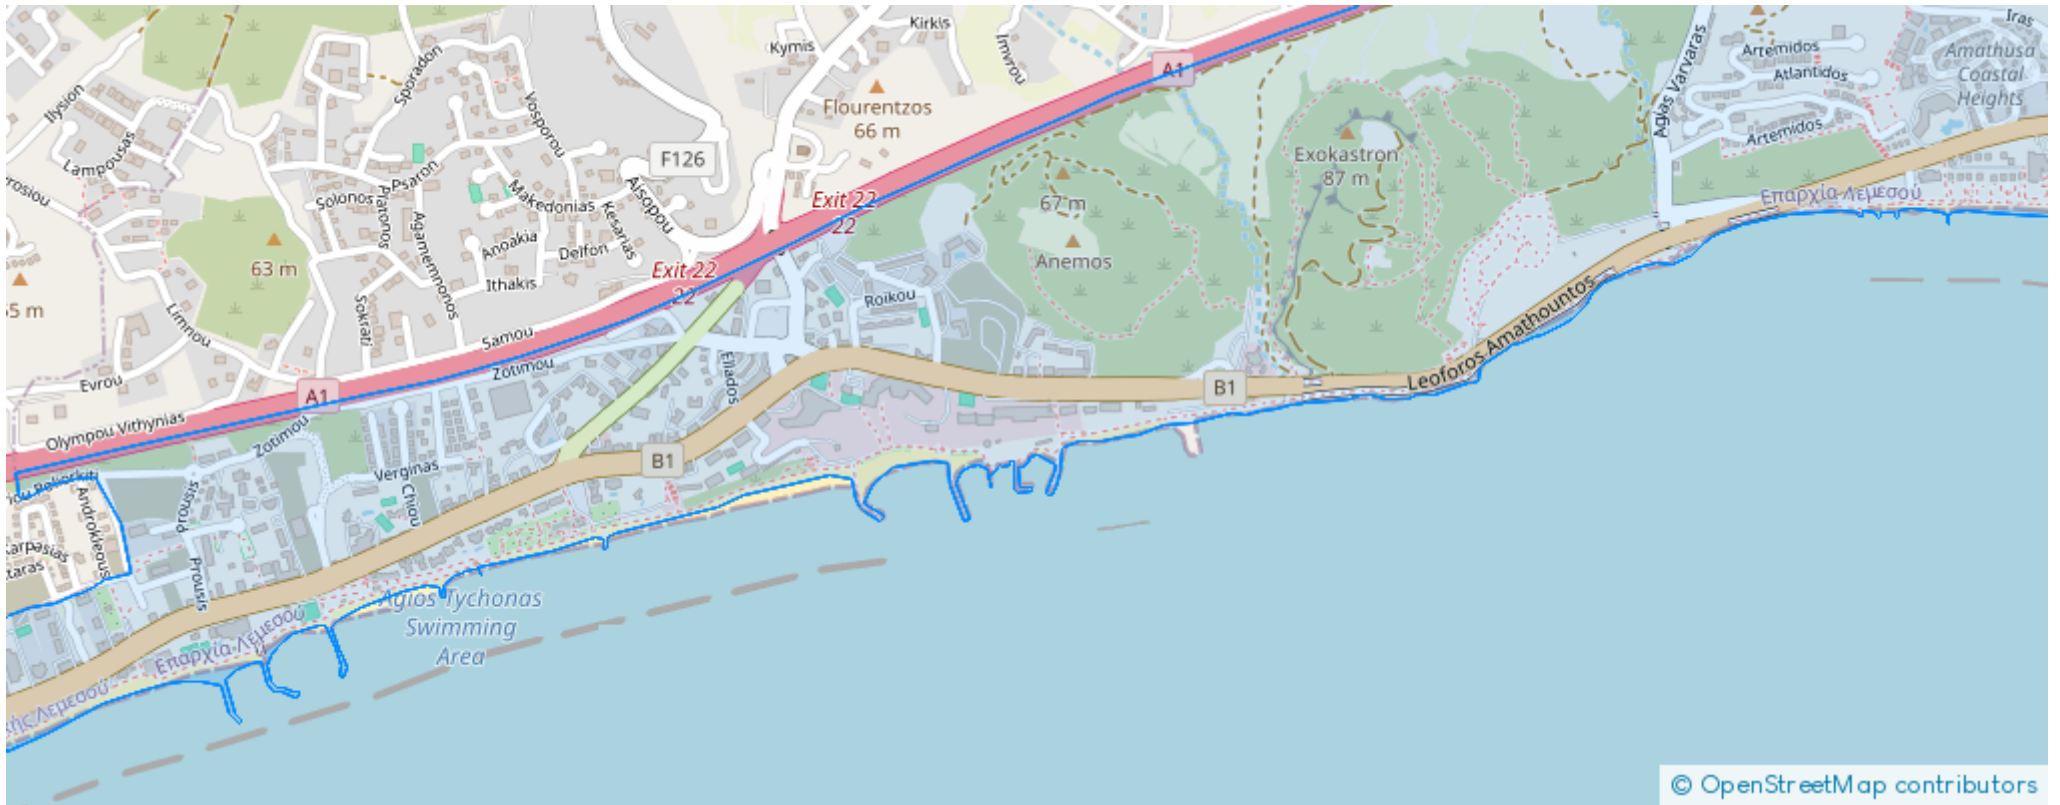 Kirkis
Kymis
Imvrou
A1
Iras
Artemidos
Atlantidos
Amathusa
Coastal
Heights
Agias Varvaras
Artemidos
Sporadon
Ilysion
Vosporou
Flourentzos
66 m
Lampousas
F126
Exokastron
87 m
Psaron
Solonos
Platonos
Makedonias
Aisopou
Kesarias
Exit 22
22
67 m
Επαρχία Λεμεσού
Agamemnonos
Anoakia
Delfon
63 m
Ithakis
Exit 22
22
Anemos
Roikou
Limnou
Sokrati
Samou
Zotimou
Eliados
Leoforos Amathountos
Evrou
A1
B1
Olympou Vithynias
Zotimou
Verginas
Chiou
B1
Prousis
Androkleous
Karpasias
Prousis
Agios Tychonas
Swimming
Area
Επαρχία Λεμεσού
Λεμεσού
© OpenStreetMap contributors